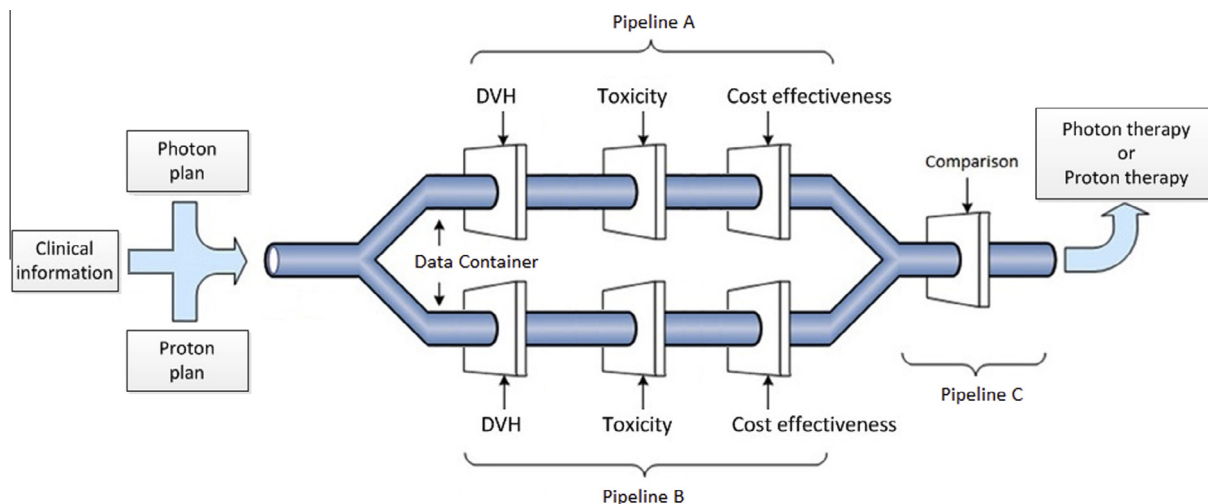 Pipeline A
DVH
Toxicity
Cost effectiveness
Photon
plan
Photon therapy
or
Proton therapy
Comparison
Clinical
information
Data Container
Proton
plan
Pipeline C
DVH
Toxicity
Cost effectiveness
Pipeline B